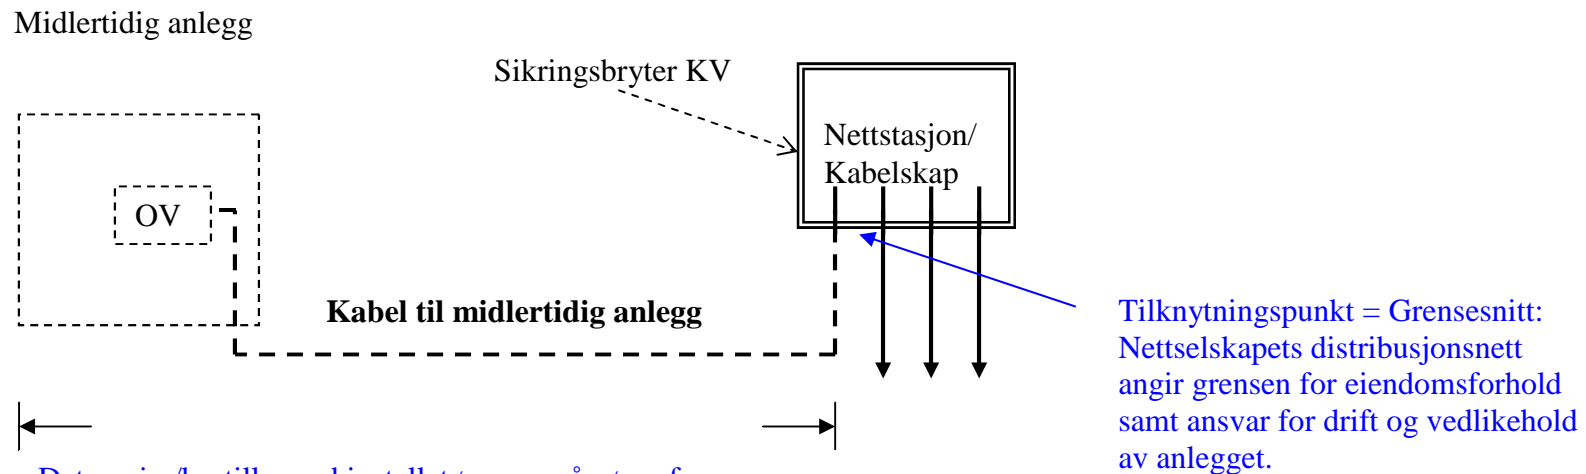 Midlertidig anlegg
Sikringsbryter KV
Nettstasjon/
Kabelskap
OV
Kabel til midlertidig anlegg
Tilknytningspunkt = Grensesnitt:
Nettselskapets distribusjonsnett
angir grensen for eiendomsforhold
samt ansvar for drift og vedlikehold
av anlegget.